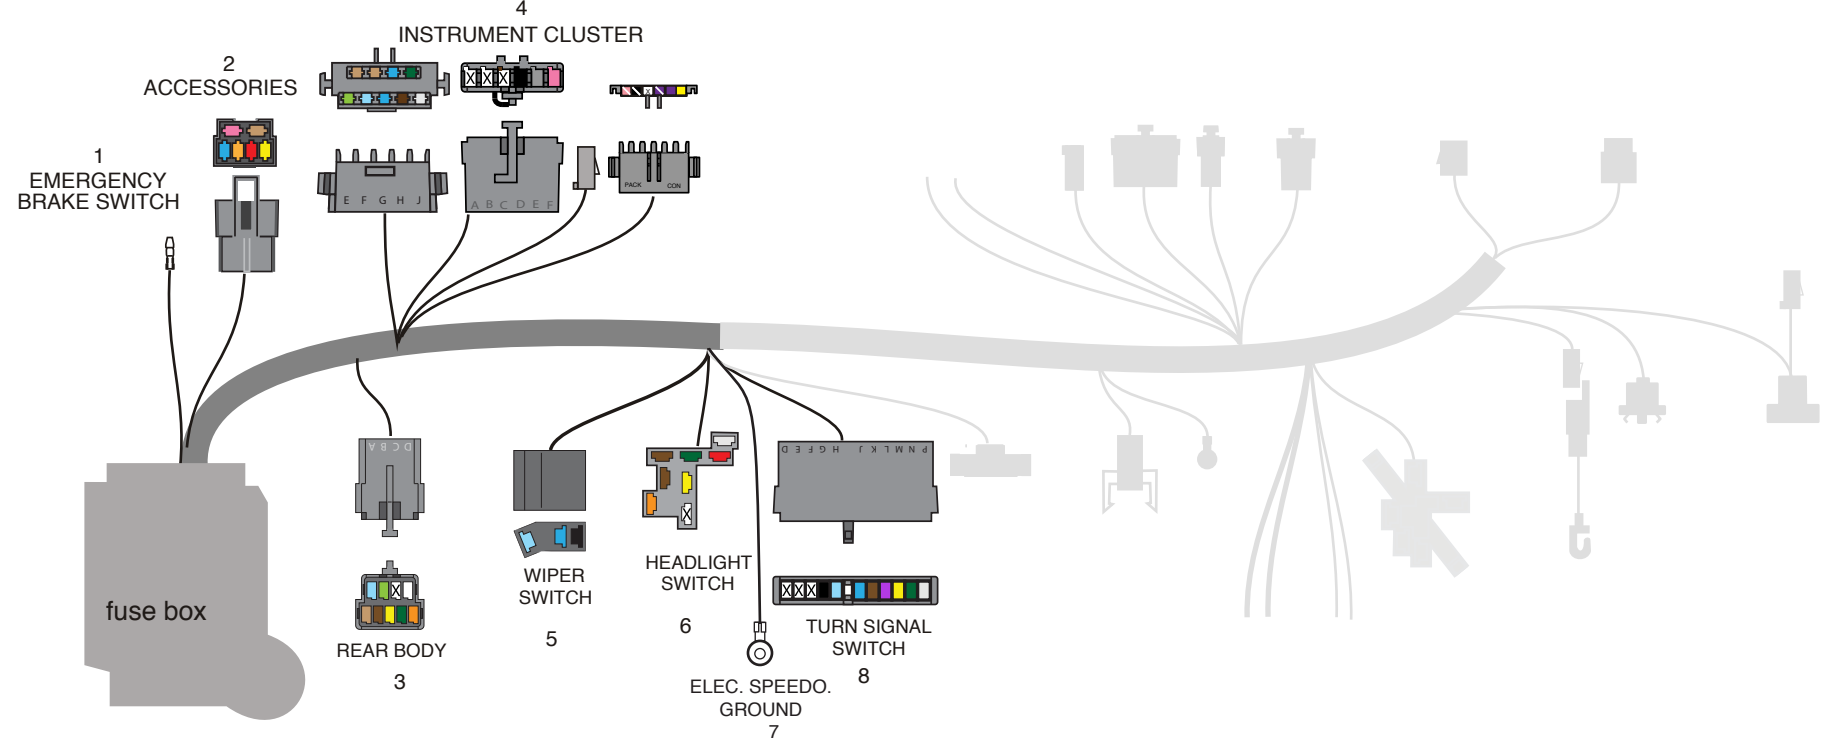 4
INSTRUMENT CLUSTER
2
ACCESSORIES
1
EMERGENCY
BRAKE SWITCH
E F G H J
A B C D E F
PACK CON
D C B A
D E F G H J K L M N P
fuse box
REAR BODY
3
WIPER
SWITCH
5
HEADLIGHT
SWITCH
6
ELEC. SPEEDO.
GROUND
7
TURN SIGNAL
SWITCH
8